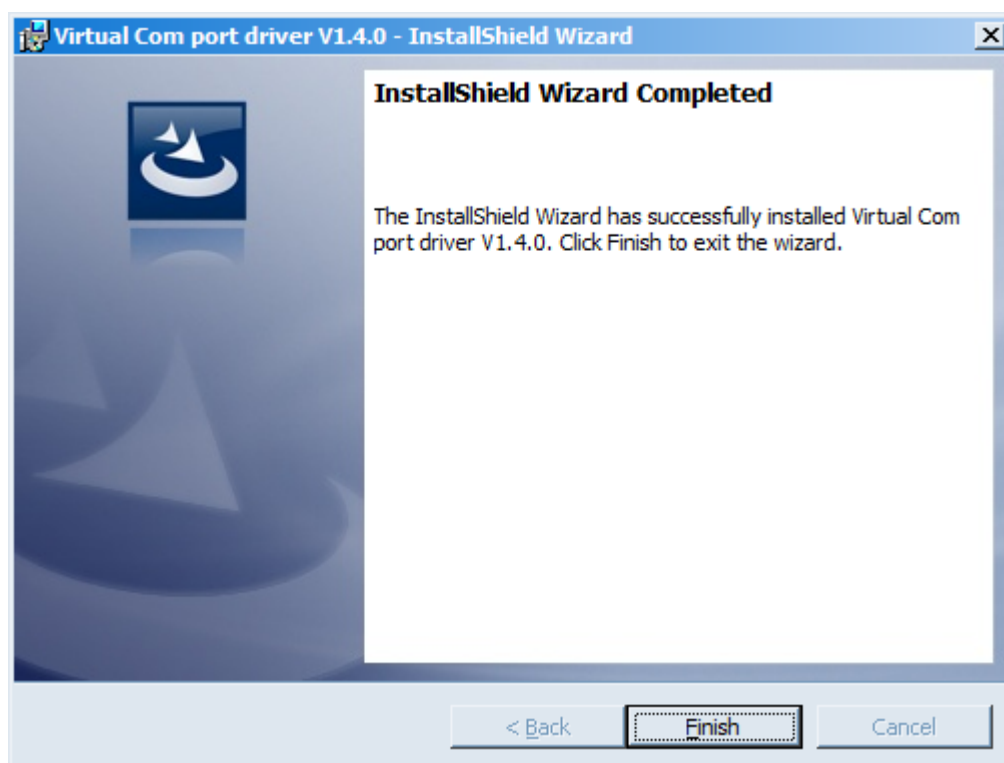 Virtual Com port driver V1.4.0 - InstallShield Wizard
InstallShield Wizard Completed
The InstallShield Wizard has successfully installed Virtual Com
port driver V1.4.0. Click Finish to exit the wizard.
< Back
Finish
Cancel